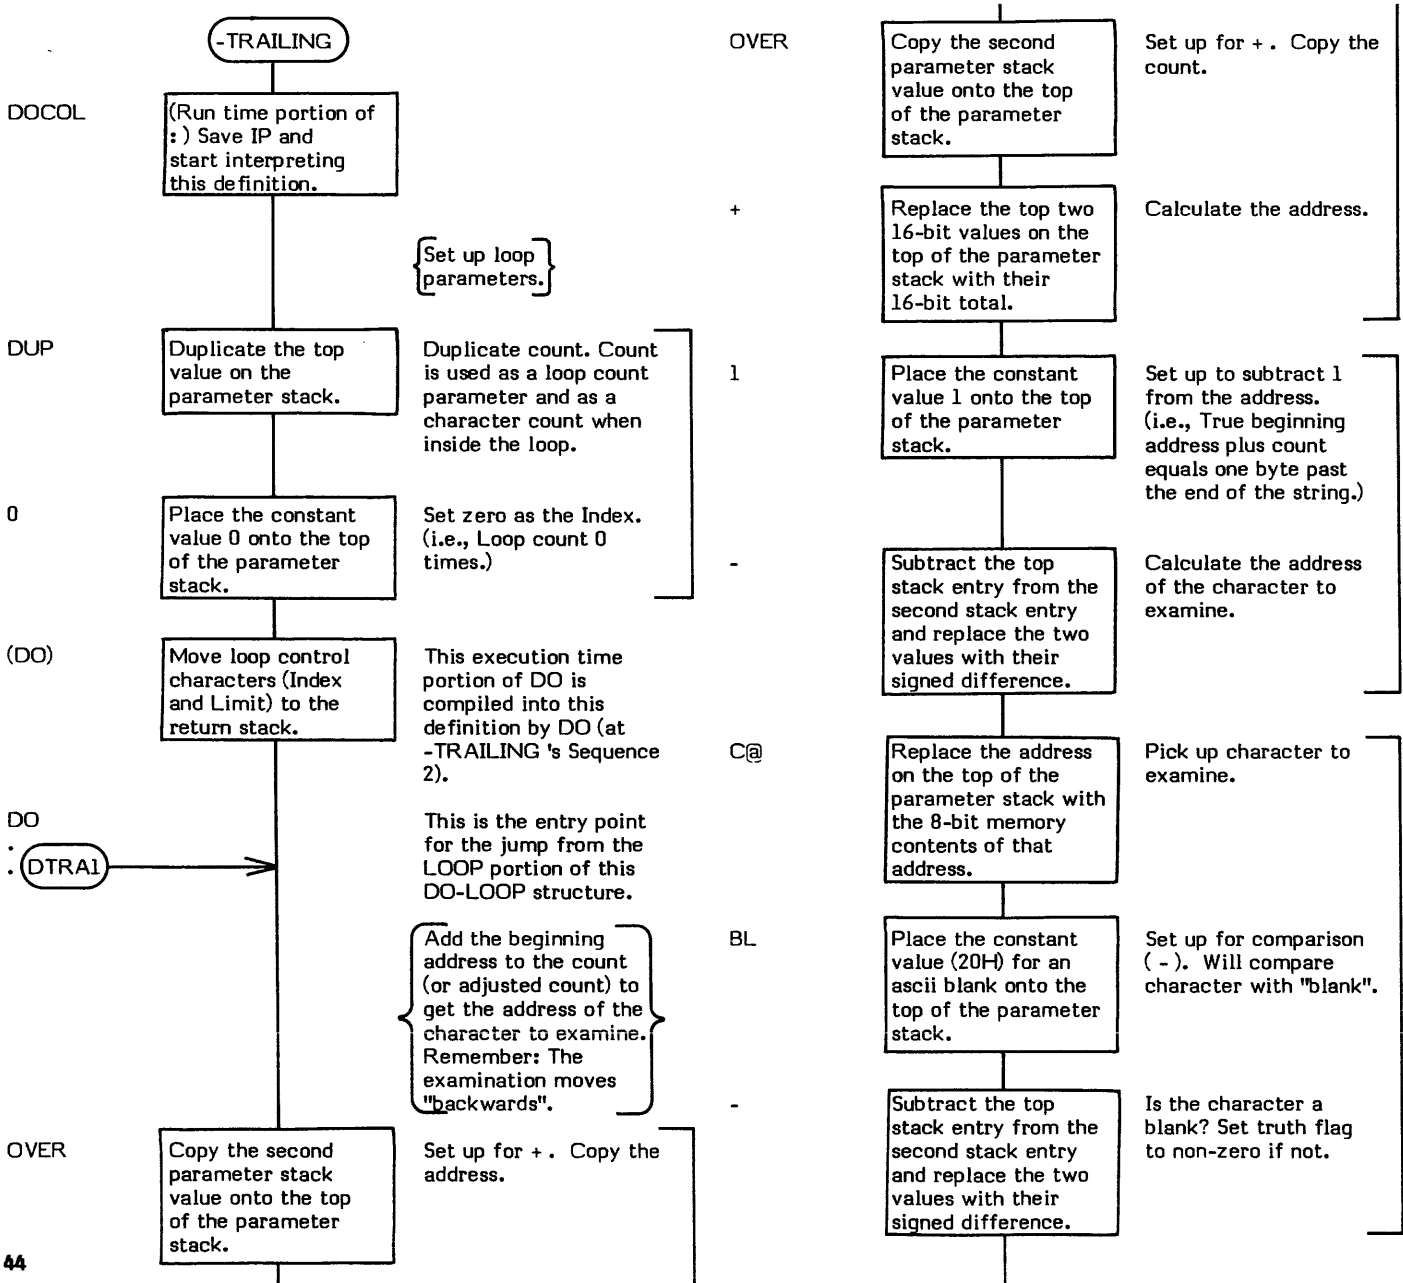 -TRAILING
DOCOL
(Run time portion of
: ) Save IP and
start interpreting
this definition.
Set up loop
parameters.
DUP
Duplicate the top
value on the
parameter stack.
Duplicate count. Count
is used as a loop count
parameter and as a
character count when
inside the loop.
0
Place the constant
value 0 onto the top
of the parameter
stack.
Set zero as the Index.
(i.e., Loop count 0
times.)
(DO)
Move loop control
characters (Index
and Limit) to the
return stack.
This execution time
portion of DO is
compiled into this
definition by DO (at
-TRAILING 's Sequence
2).
DO
:
. DTRA1
This is the entry point
for the jump from the
LOOP portion of this
DO-LOOP structure.
Add the beginning
address to the count
(or adjusted count) to
get the address of the
character to examine.
Remember: The
examination moves
"backwards".
OVER
Copy the second
parameter stack
value onto the top
of the parameter
stack.
Set up for + . Copy the
address.
44
OVER
Copy the second
parameter stack
value onto the top
of the parameter
stack.
Set up for + . Copy the
count.
+
Replace the top two
16-bit values on the
top of the parameter
stack with their
16-bit total.
Calculate the address.
1
Place the constant
value 1 onto the top
of the parameter
stack.
Set up to subtract 1
from the address.
(i.e., True beginning
address plus count
equals one byte past
the end of the string.)
-
Subtract the top
stack entry from the
second stack entry
and replace the two
values with their
signed difference.
Calculate the address
of the character to
examine.
C@
Replace the address
on the top of the
parameter stack with
the 8-bit memory
contents of that
address.
Pick up character to
examine.
BL
Place the constant
value (20H) for an
ascii blank onto the
top of the parameter
stack.
Set up for comparison
( - ). Will compare
character with "blank".
-
Subtract the top
stack entry from the
second stack entry
and replace the two
values with their
signed difference.
Is the character a
blank? Set truth flag
to non-zero if not.